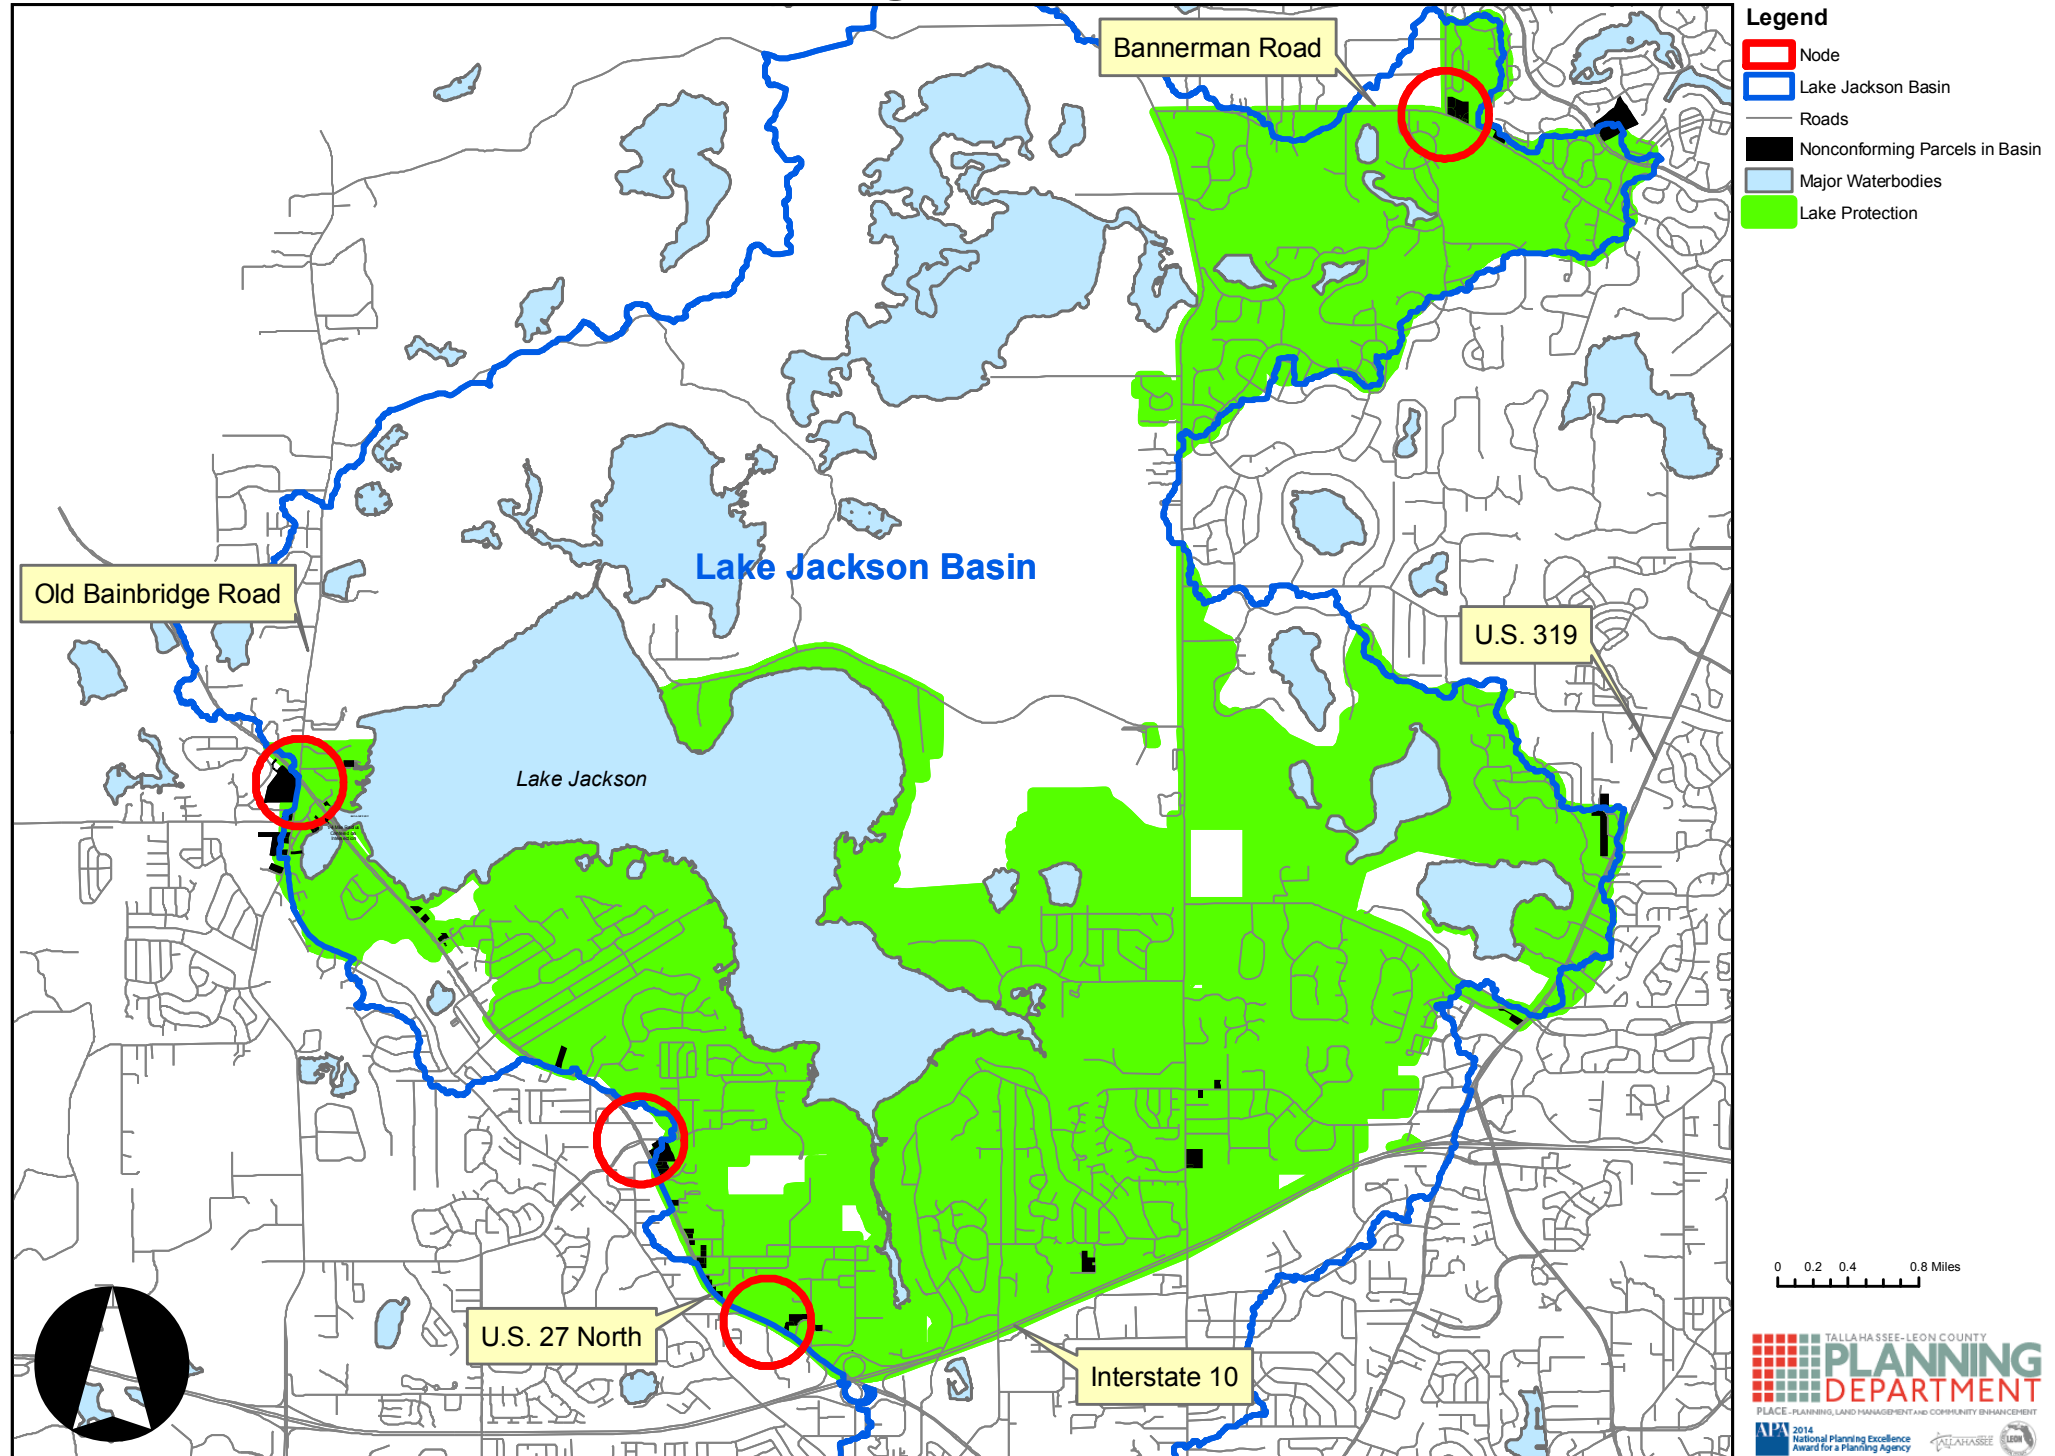 Bannerman Road
Lake Jackson Basin
Old Bainbridge Road
U.S. 319
Lake Jackson
U.S. 27 North
Interstate 10
Legend
Node
Lake Jackson Basin
Roads
Nonconforming Parcels in Basin
Major Waterbodies
Lake Protection
0 0.2 0.4 0.8 Miles
TALLAHASSEE-LEON COUNTY
PLANNING
DEPARTMENT
PLACE - PLANNING, LAND MANAGEMENT AND COMMUNITY ENHANCEMENT
APA 2014
National Planning Excellence
Award for a Planning Agency
TALLAHASSEE
LEON